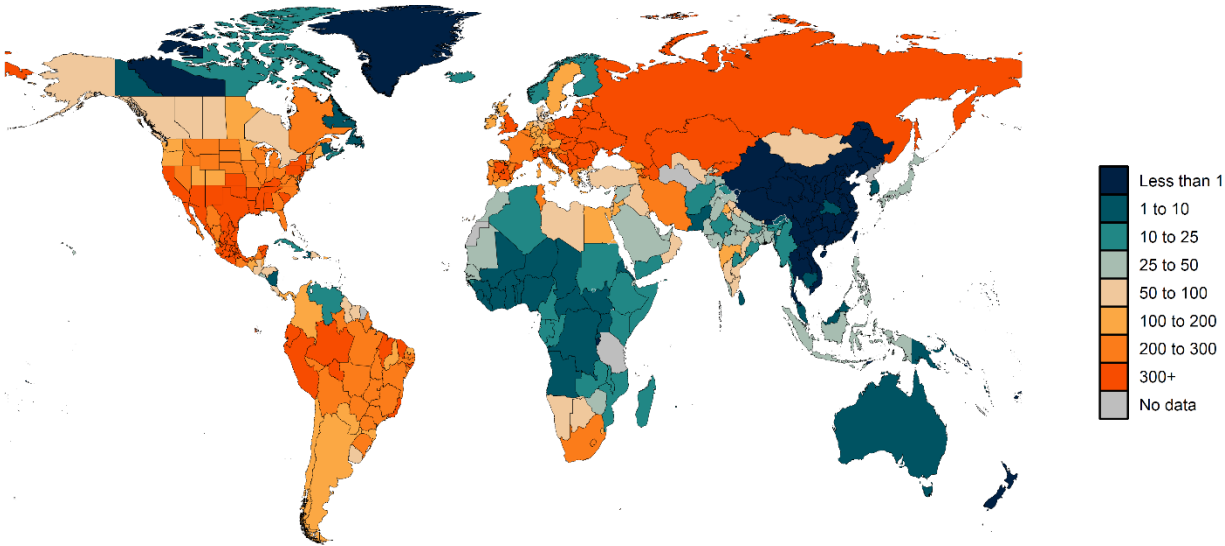 Less than 1
1 to 10
10 to 25
25 to 50
50 to 100
100 to 200
200 to 300
300+
No data